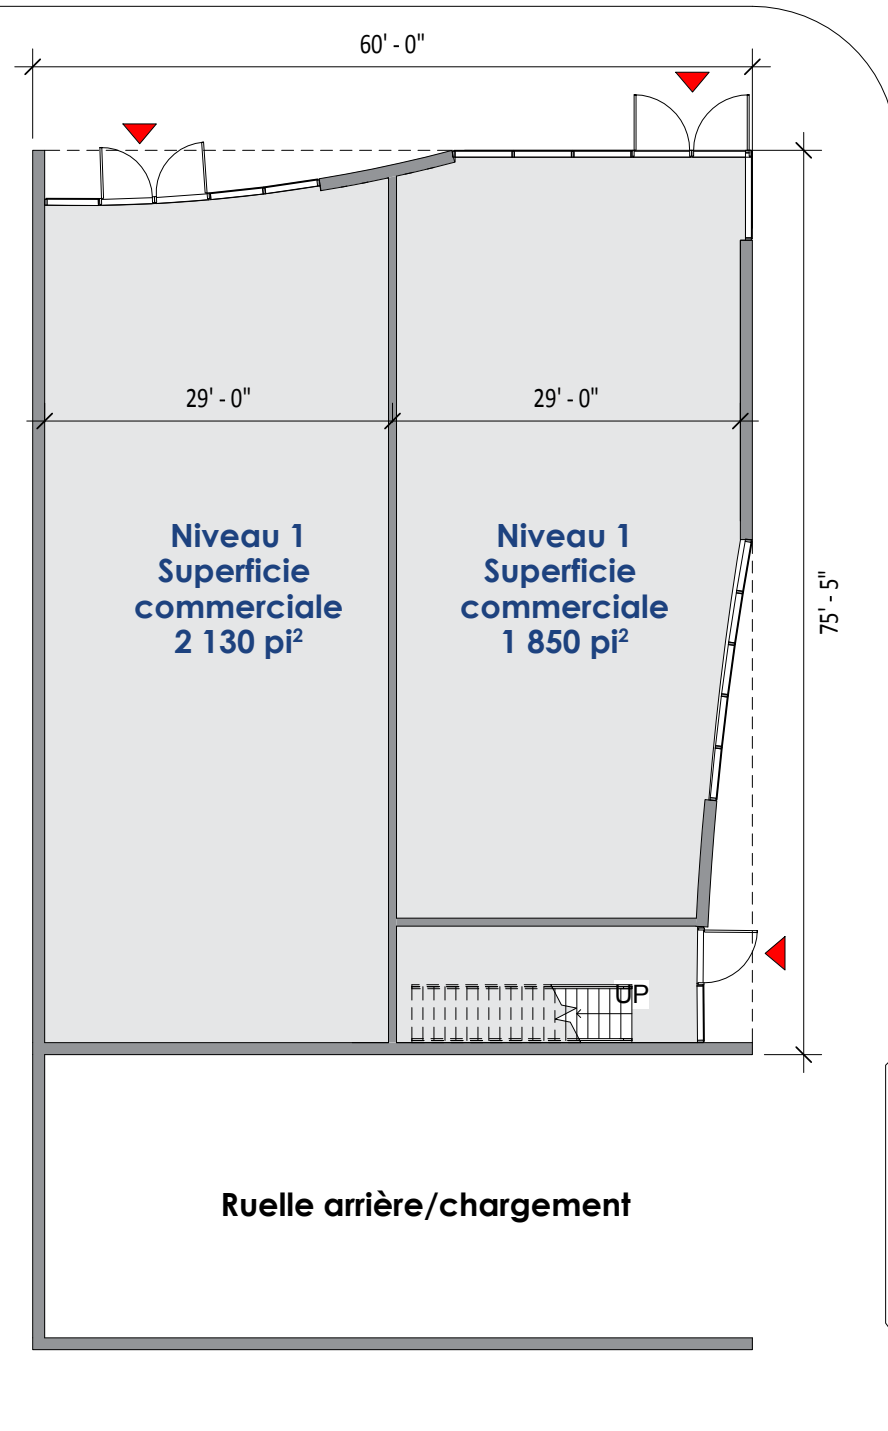 60' - 0"
29' - 0"
29' - 0"
Niveau 1
Superficie
commerciale
2 130 pi²
Niveau 1
Superficie
commerciale
1 850 pi²
75' - 5"
UP
Ruelle arrière/chargement